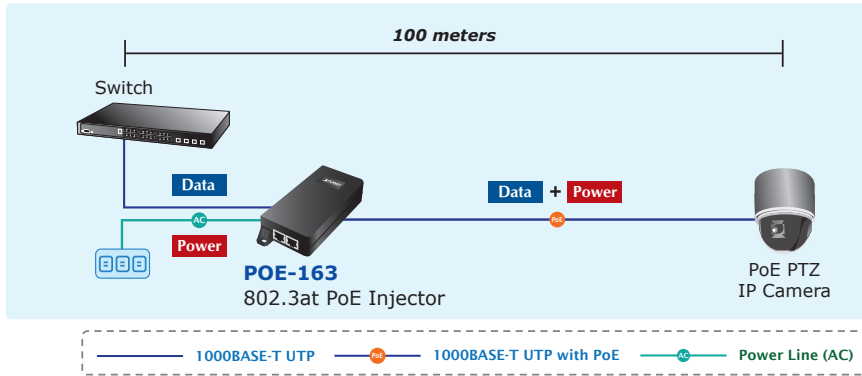 100 meters
Switch
Data
Data + Power
AC
PoE
Power
POE-163
802.3at PoE Injector
PoE PTZ
IP Camera
1000BASE-T UTP
PoE
1000BASE-T UTP with PoE
AC
Power Line (AC)